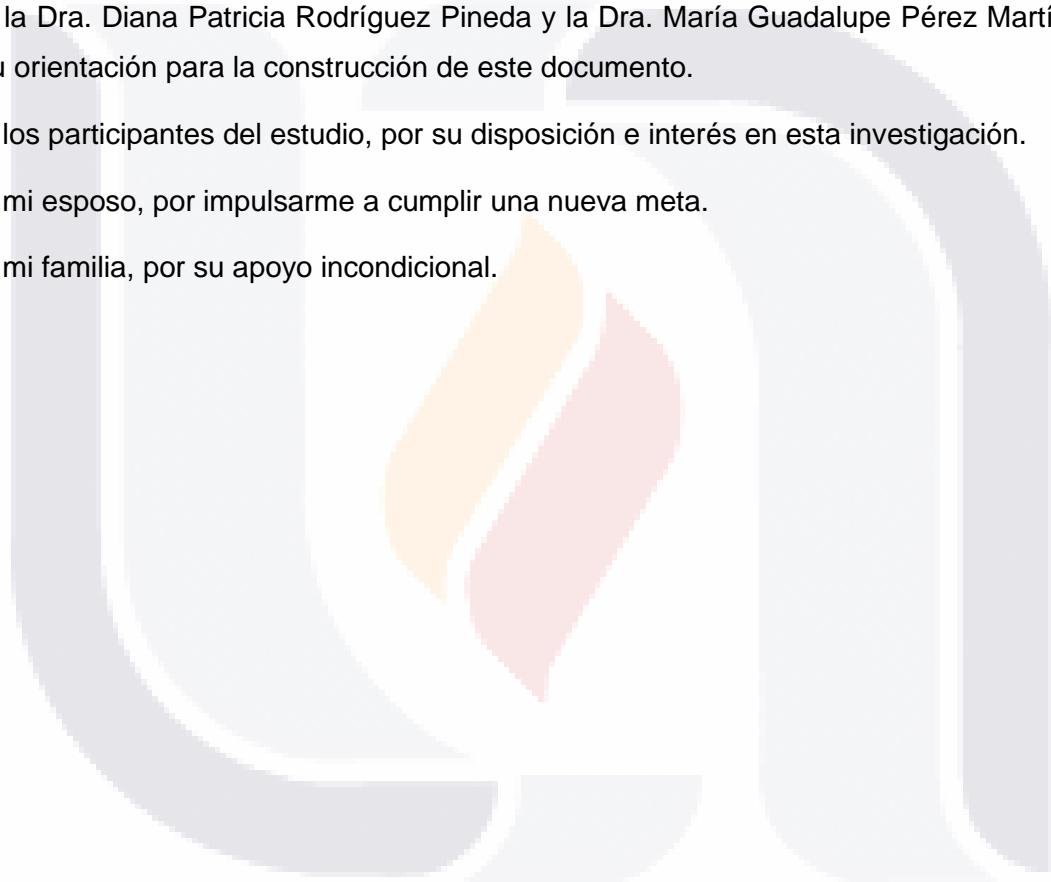 la Dra. Diana Patricia Rodríguez Pineda y la Dra. María Guadalupe Pérez Martí
u orientación para la construcción de este documento.
los participantes del estudio, por su disposición e interés en esta investigación.
mi esposo, por impulsarme a cumplir una nueva meta.
mi familia, por su apoyo incondicional.